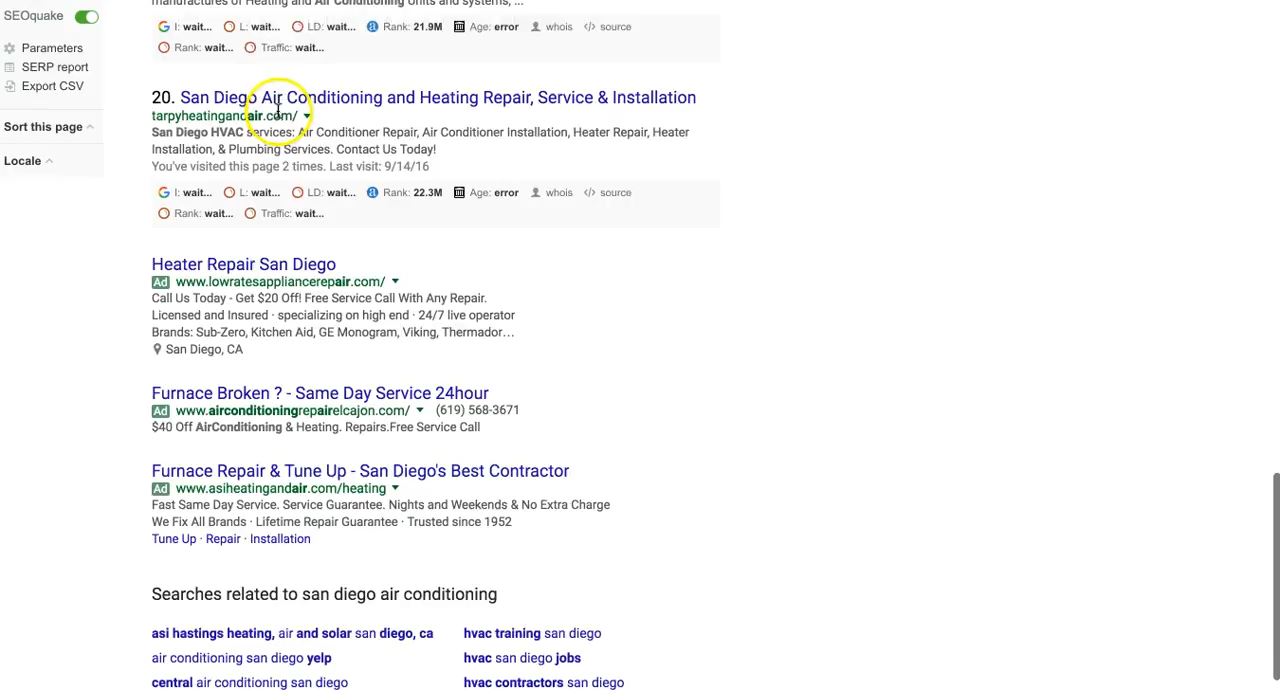 manufactures of Heating and Air Conditioning Units and systems, ...
SEOquake
I: wait... L: wait... LD: wait... Rank: 21.9M Age: error whois </> source
Rank: wait... Traffic: wait...
Parameters
SERP report
Export CSV
Sort this page
Locale
20. San Diego Air Conditioning and Heating Repair, Service & Installation
tarpyheatingandair.com/
San Diego HVAC services: Air Conditioner Repair, Air Conditioner Installation, Heater Repair, Heater
Installation, & Plumbing Services. Contact Us Today!
You've visited this page 2 times. Last visit: 9/14/16
I: wait... L: wait... LD: wait... Rank: 22.3M Age: error whois </> source
Rank: wait... Traffic: wait...
Heater Repair San Diego
Ad www.lowratesappliancerepair.com/
Call Us Today - Get $20 Off! Free Service Call With Any Repair.
Licensed and Insured · specializing on high end · 24/7 live operator
Brands: Sub-Zero, Kitchen Aid, GE Monogram, Viking, Thermador…
San Diego, CA
Furnace Broken ? - Same Day Service 24hour
Ad www.airconditioningrepairelcajon.com/ (619) 568-3671
$40 Off AirConditioning & Heating. Repairs.Free Service Call
Furnace Repair & Tune Up - San Diego's Best Contractor
Ad www.asiheatingandair.com/heating
Fast Same Day Service. Service Guarantee. Nights and Weekends & No Extra Charge
We Fix All Brands · Lifetime Repair Guarantee · Trusted since 1952
Tune Up · Repair · Installation
Searches related to san diego air conditioning
asi hastings heating, air and solar san diego, ca
hvac training san diego
air conditioning san diego yelp
hvac san diego jobs
central air conditioning san diego
hvac contractors san diego